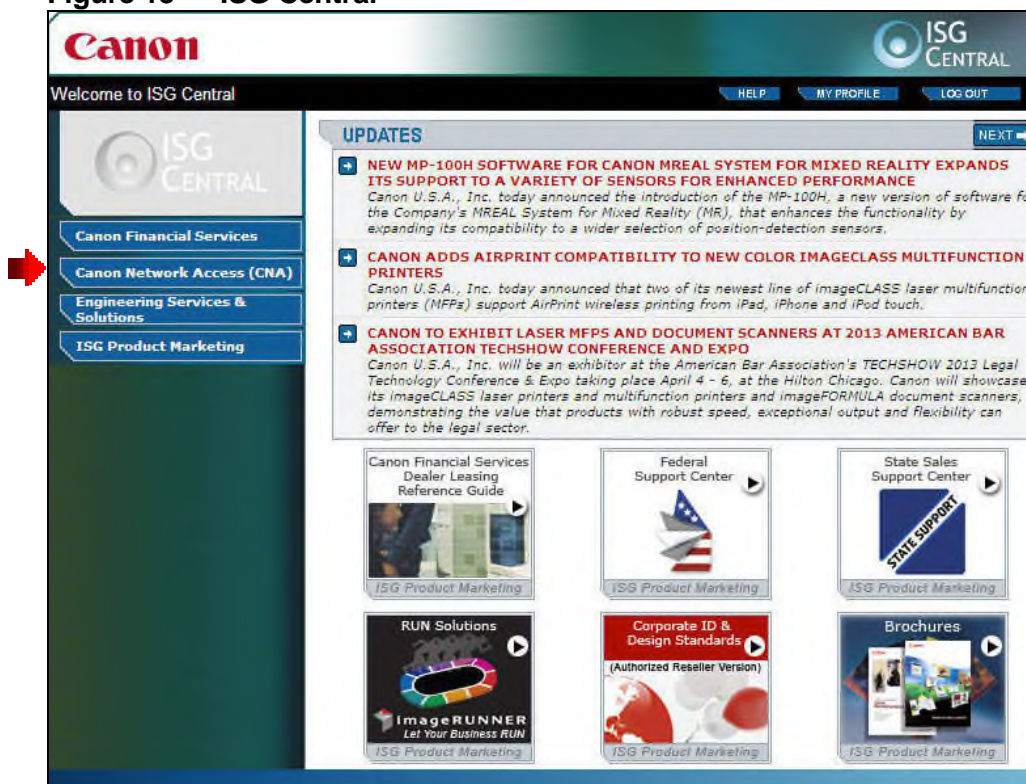 Figure 13 ISG Central
Canon
ISG
CENTRAL
Welcome to ISG Central
HELP
MY PROFILE
LOG OUT
ISG
CENTRAL
Canon Financial Services
Canon Network Access (CNA)
Engineering Services &
Solutions
ISG Product Marketing
UPDATES
NEXT
NEW MP-100H SOFTWARE FOR CANON MREAL SYSTEM FOR MIXED REALITY EXPANDS
ITS SUPPORT TO A VARIETY OF SENSORS FOR ENHANCED PERFORMANCE
Canon U.S.A., Inc. today announced the introduction of the MP-100H, a new version of software fo
the Company's MREAL System for Mixed Reality (MR), that enhances the functionality by
expanding its compatibility to a wider selection of position-detection sensors.
CANON ADDS AIRPRINT COMPATIBILITY TO NEW COLOR IMAGECLASS MULTIFUNCTION
PRINTERS
Canon U.S.A., Inc. today announced that two of its newest line of imageCLASS laser multifunction
printers (MFPs) support AirPrint wireless printing from iPad, iPhone and iPod touch.
CANON TO EXHIBIT LASER MFPS AND DOCUMENT SCANNERS AT 2013 AMERICAN BAR
ASSOCIATION TECHSHOW CONFERENCE AND EXPO
Canon U.S.A., Inc. will be an exhibitor at the American Bar Association's TECHSHOW 2013 Legal
Technology Conference & Expo taking place April 4 - 6, at the Hilton Chicago. Canon will showcase
its imageCLASS laser printers and multifunction printers and imageFORMULA document scanners,
demonstrating the value that products with robust speed, exceptional output and flexibility can
offer to the legal sector.
Canon Financial Services
Dealer Leasing
Reference Guide
ISG Product Marketing
Federal
Support Center
ISG Product Marketing
State Sales
Support Center
STATE SUPPORT
ISG Product Marketing
RUN Solutions
imageRUNNER
Let Your Business RUN
ISG Product Marketing
Corporate ID &
Design Standards
(Authorized Reseller Version)
ISG Product Marketing
Brochures
ISG Product Marketing